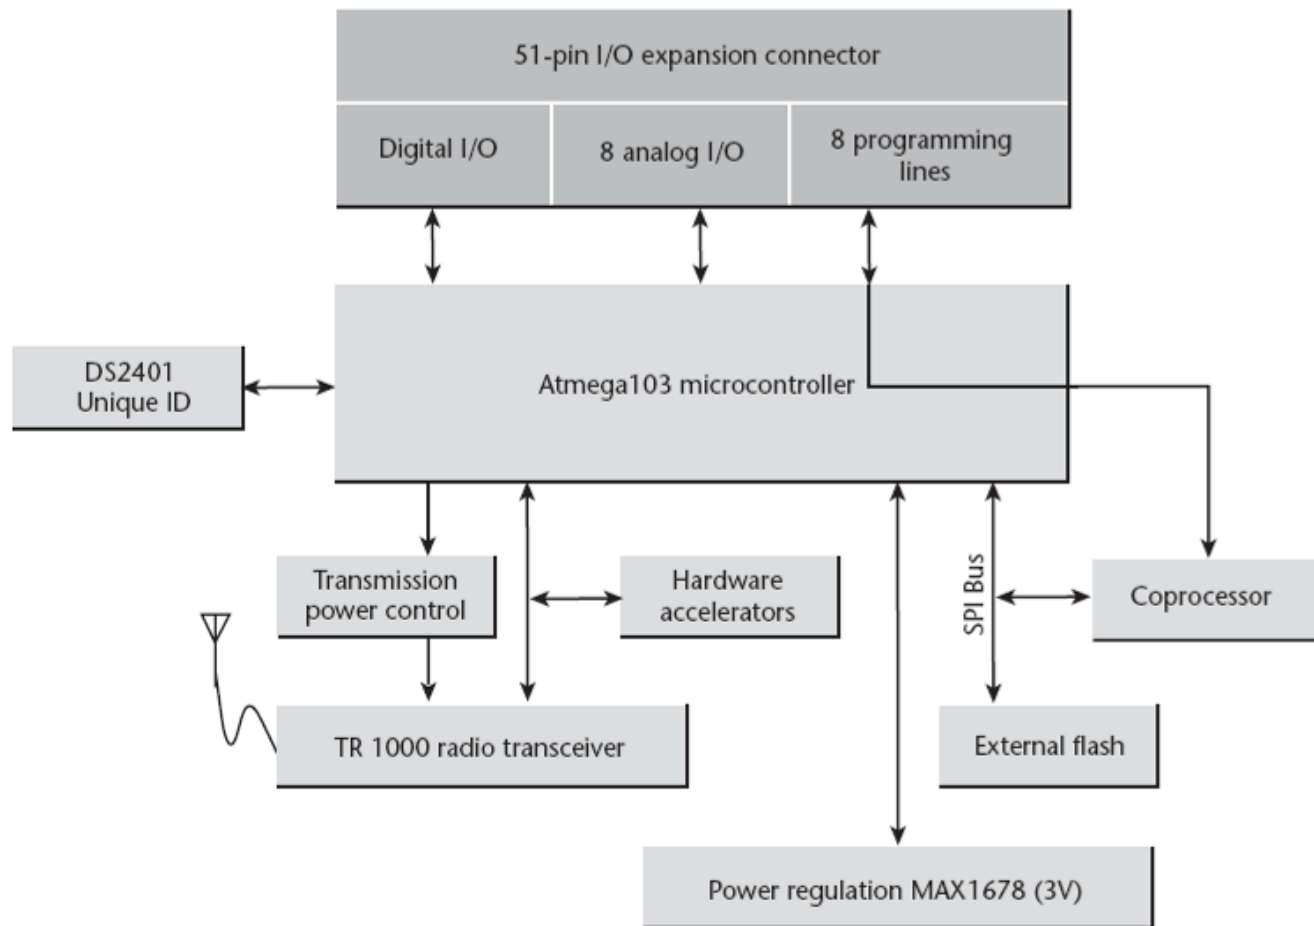 51-pin I/O expansion connector
Digital I/O
8 analog I/O
8 programming
lines
DS2401
Unique ID
Atmega103 microcontroller
Transmission
power control
Hardware
accelerators
SPI Bus
Coprocessor
TR 1000 radio transceiver
External flash
Power regulation MAX1678 (3V)